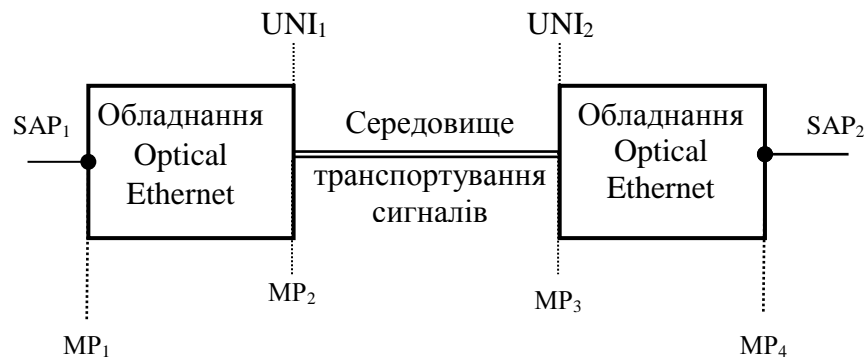 UNI₁
UNI₂
SAP₁
Обладнання
Optical
Ethernet
Середовище
транспортування
сигналів
Обладнання
Optical
Ethernet
SAP₂
MP₁
MP₂
MP₃
MP₄